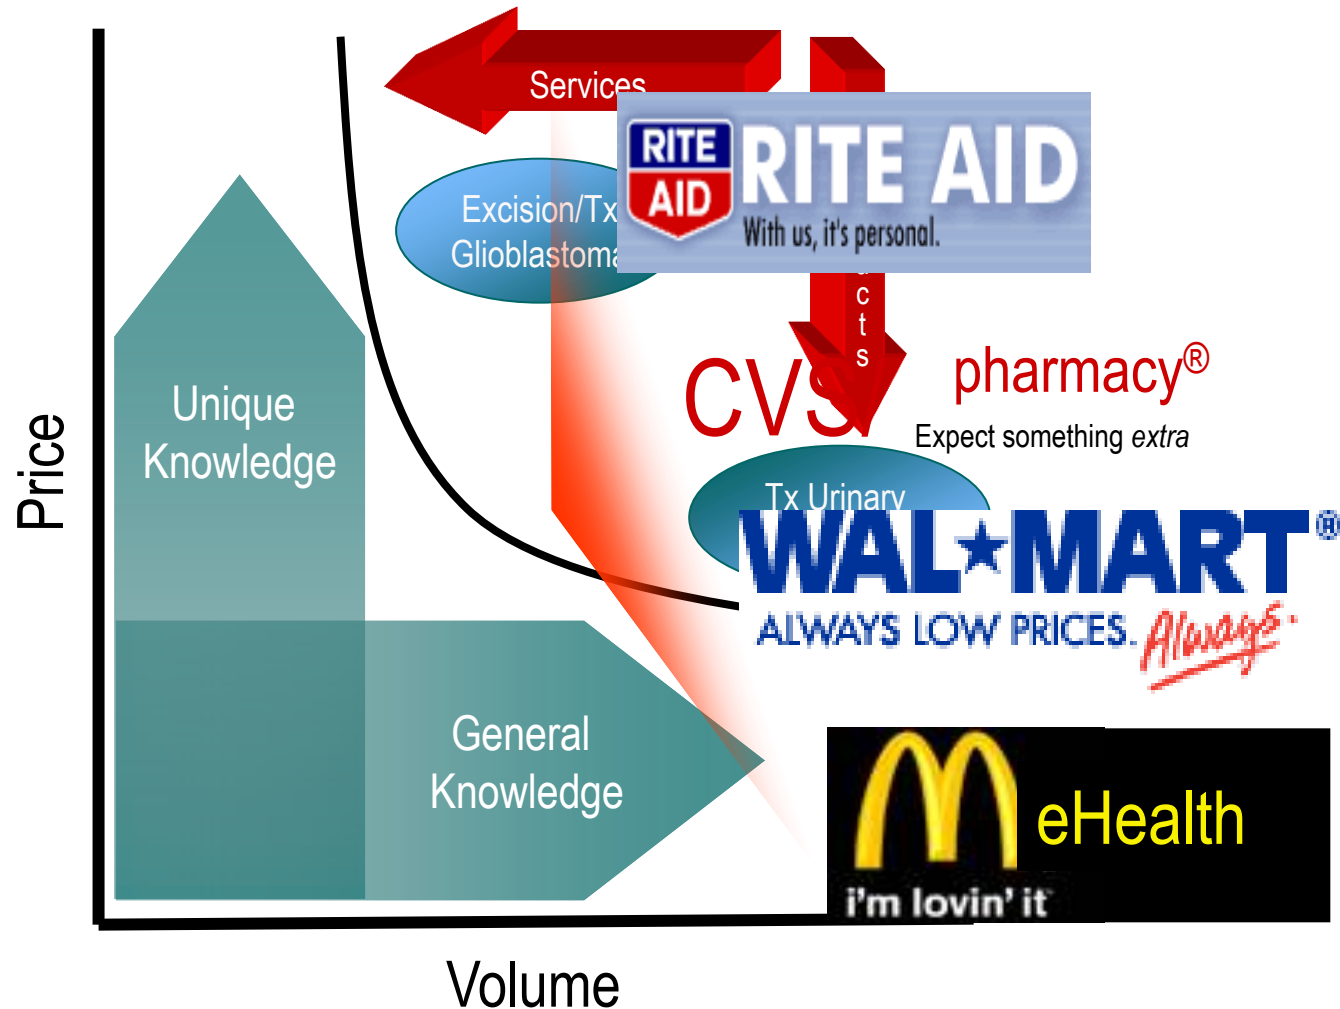 Services
RITE
AID
RITE AID
With us, it's personal.
Excision/Tx
Glioblastoma
c
t
s
CVS
pharmacy®
Expect something extra
Unique
Knowledge
Price
Tx Urinary
WAL★MART®
ALWAYS LOW PRICES. Always.
General
Knowledge
eHealth
i'm lovin' it
Volume